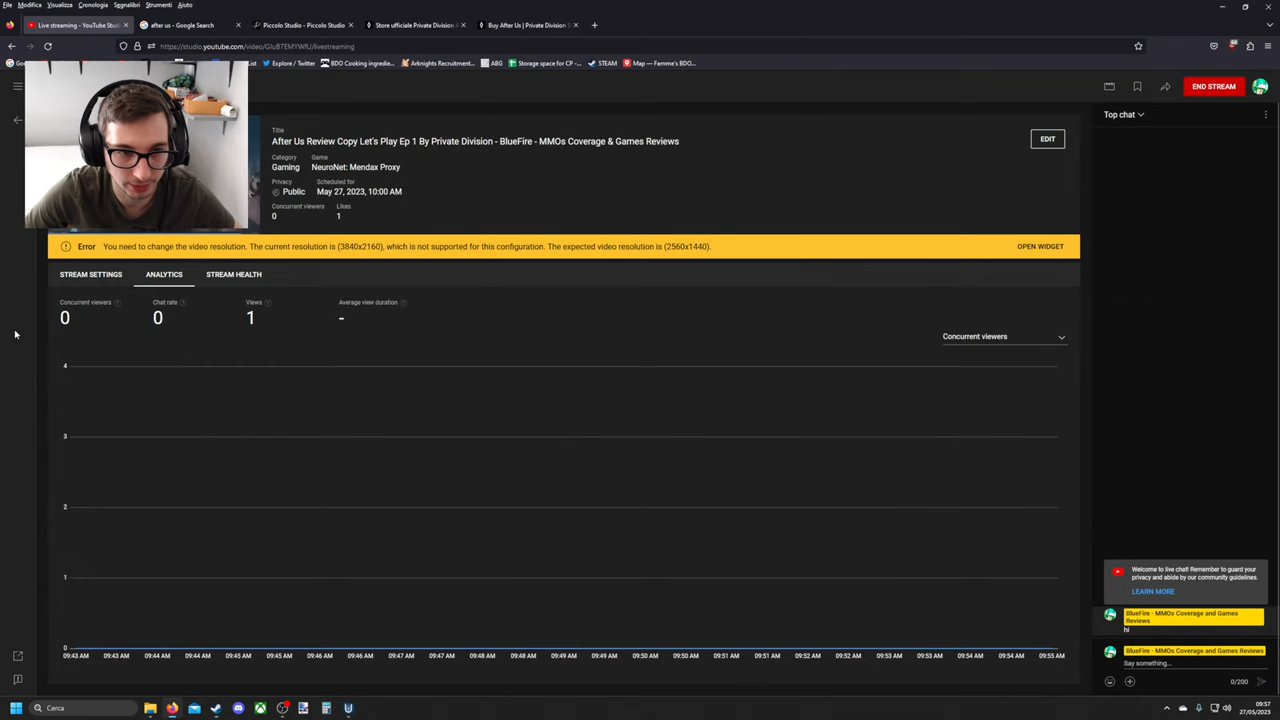 File Modifica Visualizza Cronologia Segnalibri Strumenti Aiuto
Live streaming - YouTube Stud
after us - Google Search
Piccolo Studio - Piccolo Studio
Store ufficiale Private Division
Buy After Us | Private Division S
https://studio.youtube.com/video/GIuB7EMYWfU/livestreaming
List
Explore / Twitter
BDO Cooking ingredie...
Arknights Recruitment...
ABG
Storage space for CP -...
STEAM
Map — Famme's BDO...
END STREAM
Top chat
Title
After Us Review Copy Let's Play Ep 1 By Private Division - BlueFire - MMOs Coverage & Games Reviews
EDIT
Category Game
Gaming NeuroNet: Mendax Proxy
Privacy Scheduled for
Public May 27, 2023, 10:00 AM
Concurrent viewers Likes
0 1
Error You need to change the video resolution. The current resolution is (3840x2160), which is not supported for this configuration. The expected video resolution is (2560x1440).
OPEN WIDGET
STREAM SETTINGS ANALYTICS STREAM HEALTH
Concurrent viewers Chat rate Views Average view duration
0 0 1 -
Concurrent viewers
4
3
2
1
0
09:43 AM 09:43 AM 09:44 AM 09:44 AM 09:45 AM 09:45 AM 09:46 AM 09:46 AM 09:47 AM 09:47 AM 09:48 AM 09:48 AM 09:49 AM 09:49 AM 09:50 AM 09:50 AM 09:51 AM 09:51 AM 09:52 AM 09:52 AM 09:53 AM 09:53 AM 09:54 AM 09:54 AM 09:55 AM
Welcome to live chat! Remember to guard your
privacy and abide by our community guidelines.
LEARN MORE
BlueFire - MMOs Coverage and Games
Reviews
hi
BlueFire - MMOs Coverage and Games Reviews
Say something...
0/200
Cerca
09:57
27/05/2023